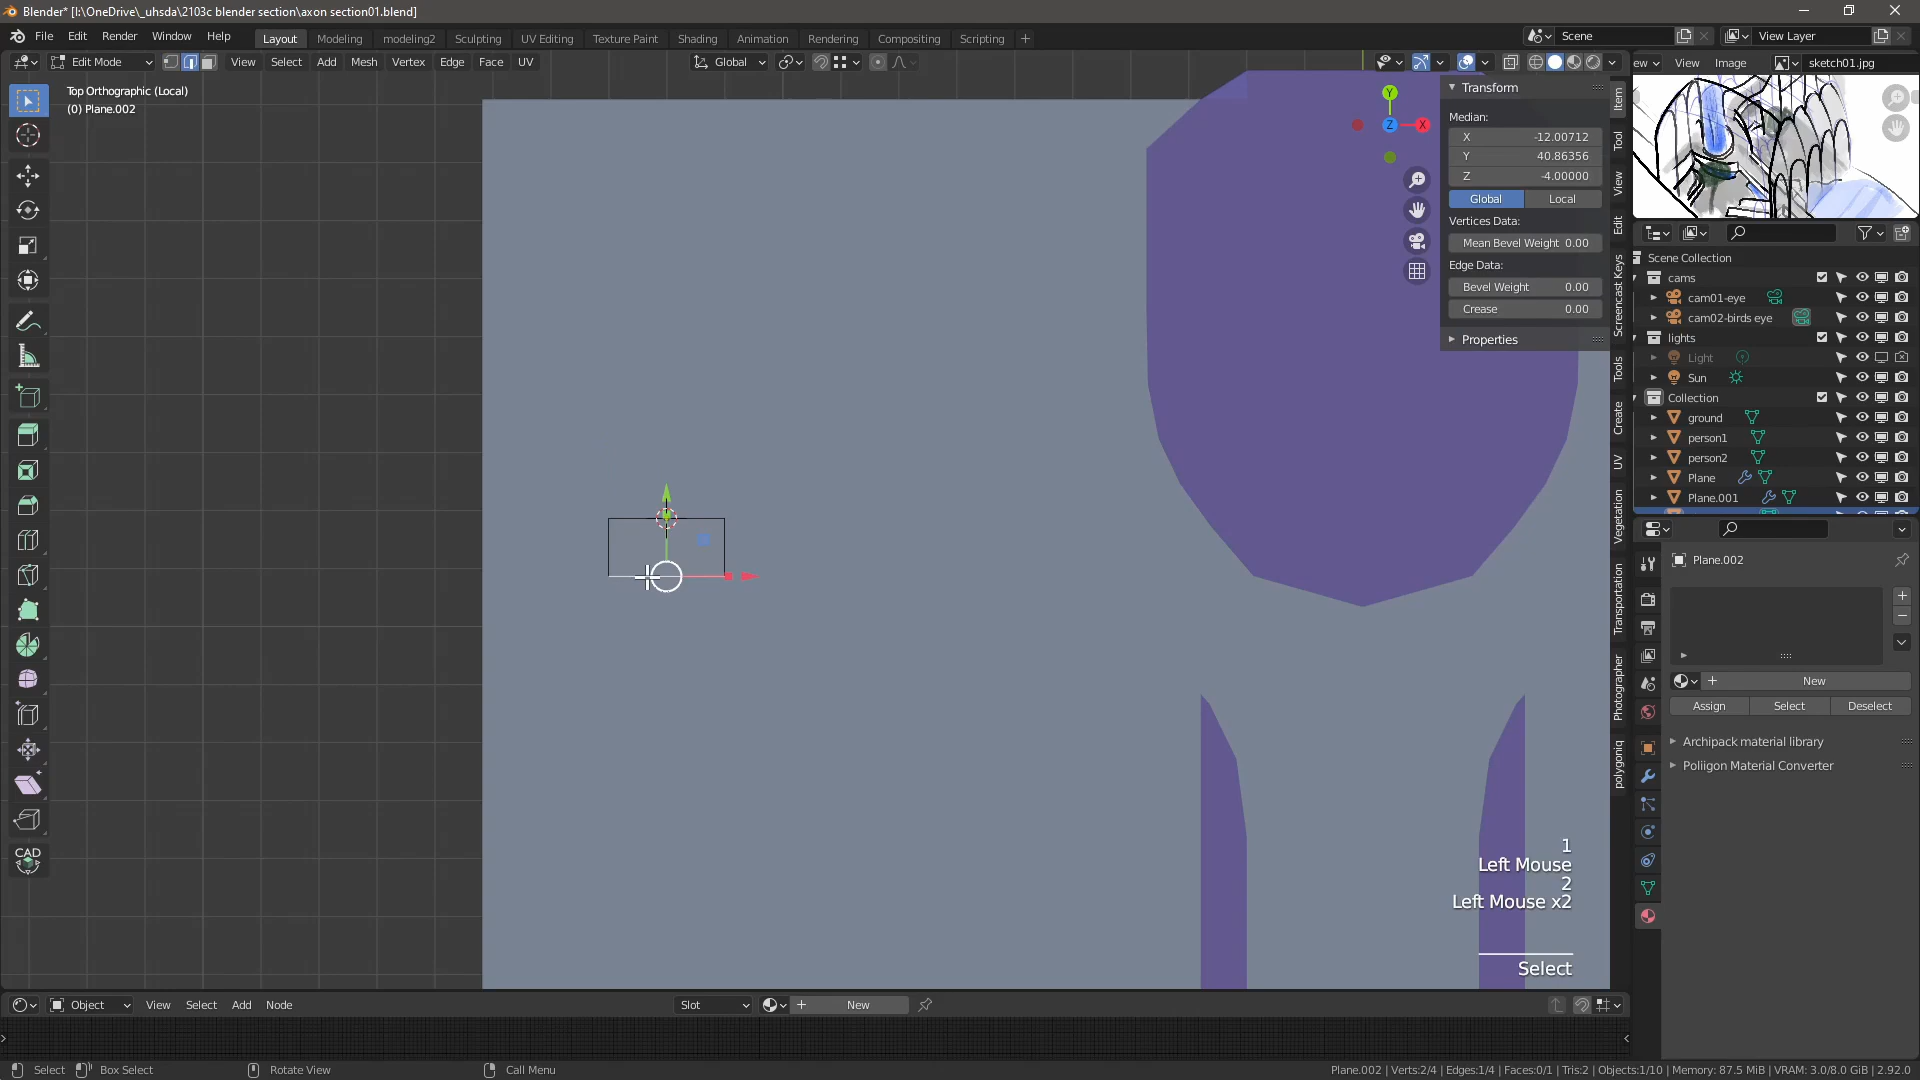 Blender* [I:\OneDrive\_uhsda\2103c blender section\axon section01.blend]
File Edit Render Window Help
Layout Modeling modeling2 Sculpting UV Editing Texture Paint Shading Animation Rendering Compositing Scripting +
Scene
View Layer
Edit Mode
View Select Add Mesh Vertex Edge Face UV
Global
ew View Image sketch01.jpg
Top Orthographic (Local)
(0) Plane.002
Y
Z
X
Transform
Median:
X -12.00712
Y 40.86356
Z -4.00000
Global Local
Vertices Data:
Mean Bevel Weight 0.00
Edge Data:
Bevel Weight 0.00
Crease 0.00
Properties
Item
Tool
View
Edit
Screencast Keys
Tools
Create
UV
Vegetation
Transportation
Photographer
polygoniq
Scene Collection
cams
cam01-eye
cam02-birds eye
lights
Light
Sun
Collection
ground
person1
person2
Plane
Plane.001
Plane.002
New
Assign Select Deselect
Archipack material library
Poliigon Material Converter
CAD
1
Left Mouse
2
Left Mouse x2
Select
Object View Select Add Node
Slot
New
Select Box Select Rotate View Call Menu
Plane.002 | Verts:2/4 | Edges:1/4 | Faces:0/1 | Tris:2 | Objects:1/10 | Memory: 87.5 MiB | VRAM: 3.0/8.0 GiB | 2.92.0